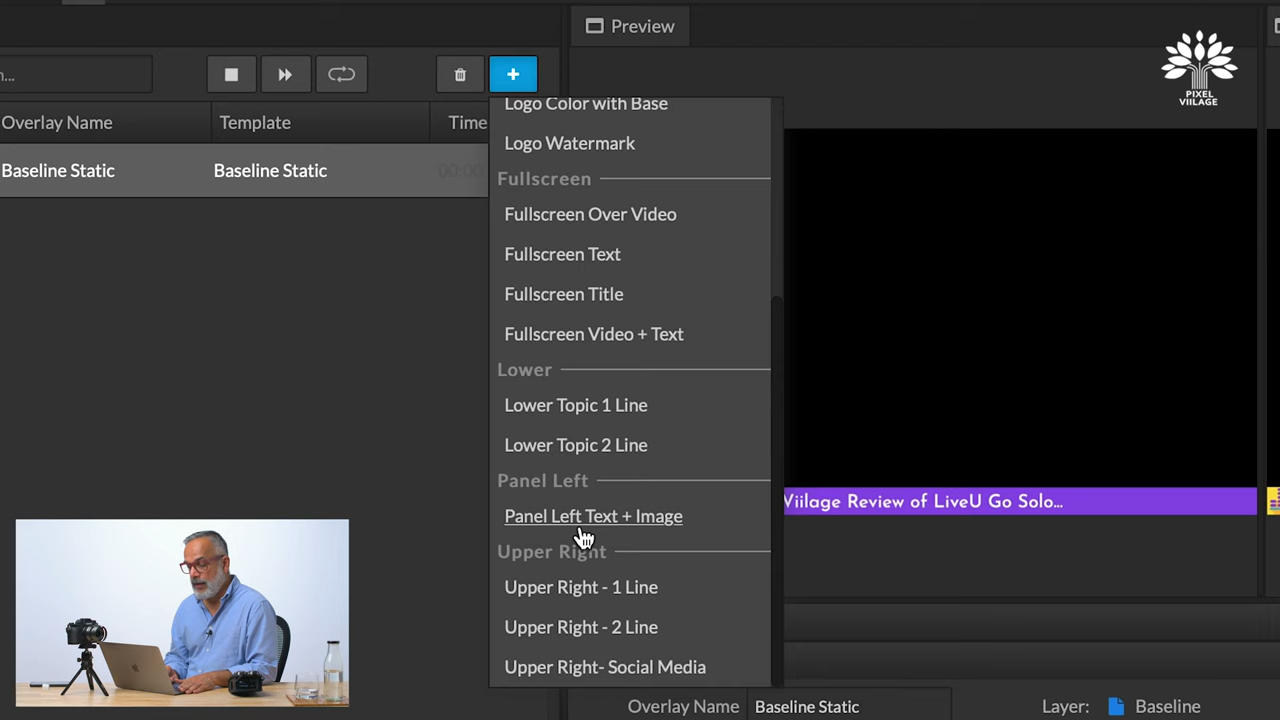 Preview
PIXEL
VIILAGE
n...
Overlay Name
Template
Time
Baseline Static
Baseline Static
00:00
Logo Color with Base
Logo Watermark
Fullscreen
Fullscreen Over Video
Fullscreen Text
Fullscreen Title
Fullscreen Video + Text
Lower
Lower Topic 1 Line
Lower Topic 2 Line
Panel Left
Panel Left Text + Image
Upper Right
Upper Right - 1 Line
Upper Right - 2 Line
Upper Right- Social Media
Viilage Review of LiveU Go Solo...
Overlay Name
Baseline Static
Layer:
Baseline